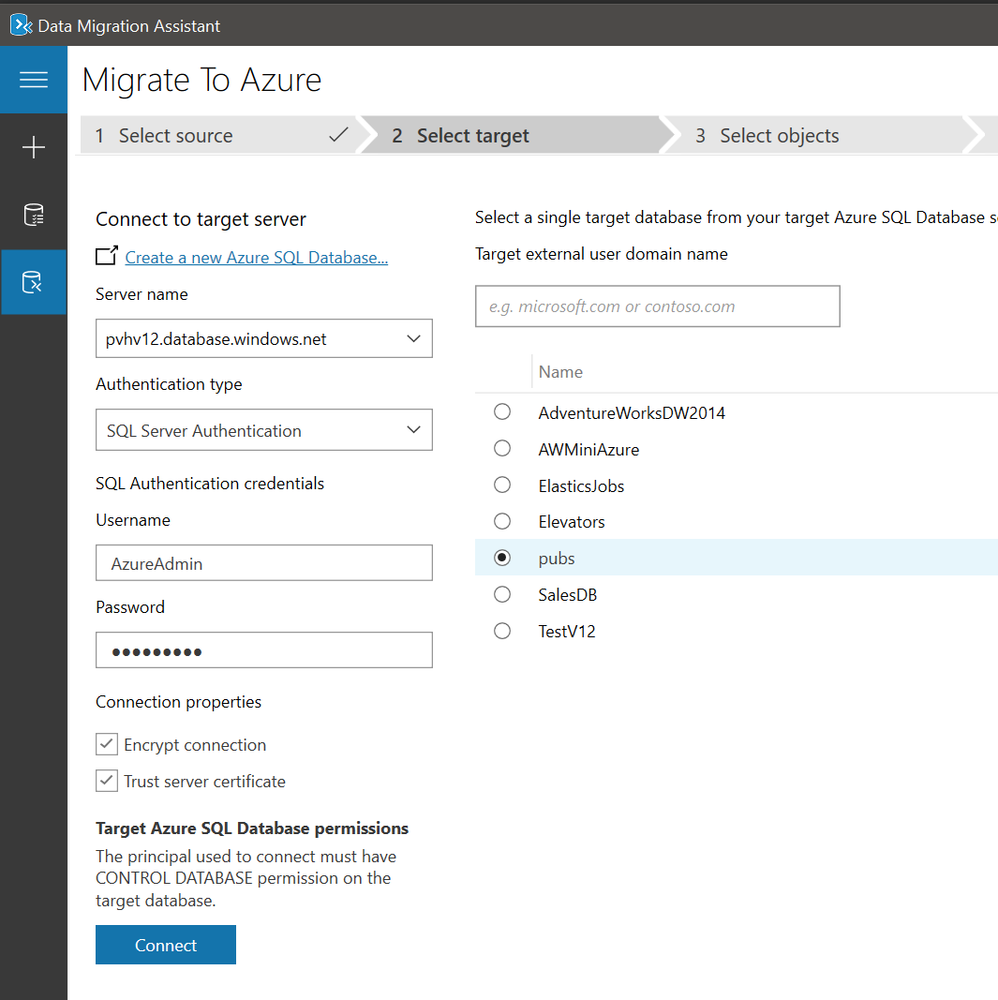 Data Migration Assistant
Migrate To Azure
1 Select source
2 Select target
3 Select objects
Connect to target server
Create a new Azure SQL Database...
Server name
pvhv12.database.windows.net
Authentication type
SQL Server Authentication
SQL Authentication credentials
Username
AzureAdmin
Password
●●●●●●●●●
Connection properties
Encrypt connection
Trust server certificate
Target Azure SQL Database permissions
The principal used to connect must have
CONTROL DATABASE permission on the
target database.
Connect
Select a single target database from your target Azure SQL Database
Target external user domain name
e.g. microsoft.com or contoso.com
Name
AdventureWorksDW2014
AWMiniAzure
ElasticsJobs
Elevators
pubs
SalesDB
TestV12